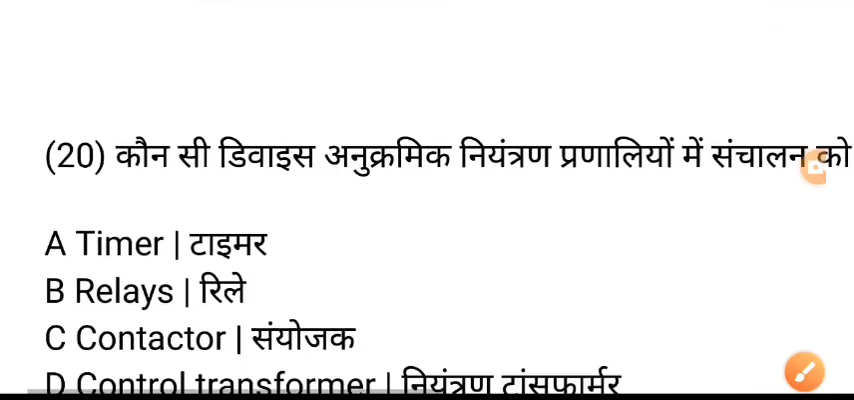 (20) कौन सी डिवाइस अनुक्रमिक नियंत्रण प्रणालियों में संचालन को
A Timer | टाइमर
B Relays | रिले
C Contactor | संयोजक
D Control transformer | नियंत्रण ट्रांसफार्मर